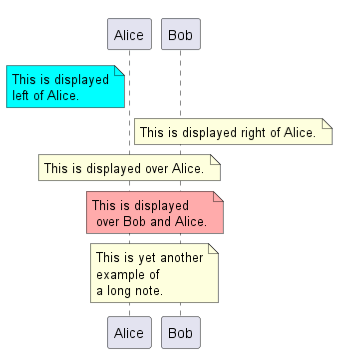 Alice Bob
This is displayed
left of Alice.
This is displayed right of Alice.
This is displayed over Alice.
This is displayed
over Bob and Alice.
This is yet another
example of
a long note.
Alice Bob